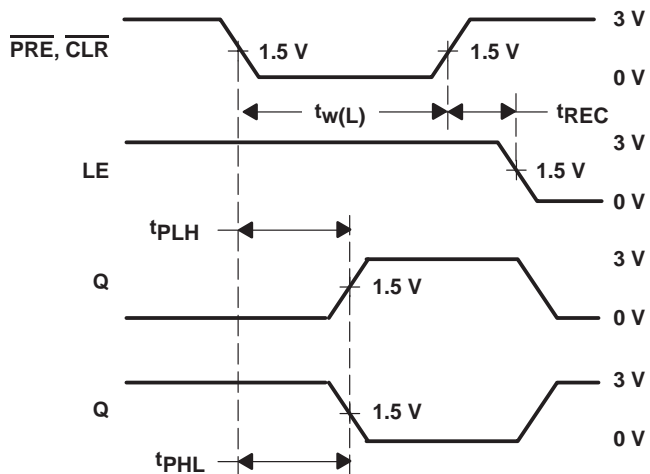 PRE, CLR
1.5 V
1.5 V
3 V
0 V
tw(L)
tREC
LE
1.5 V
3 V
0 V
tPLH
Q
1.5 V
3 V
0 V
Q
1.5 V
3 V
0 V
tPHL